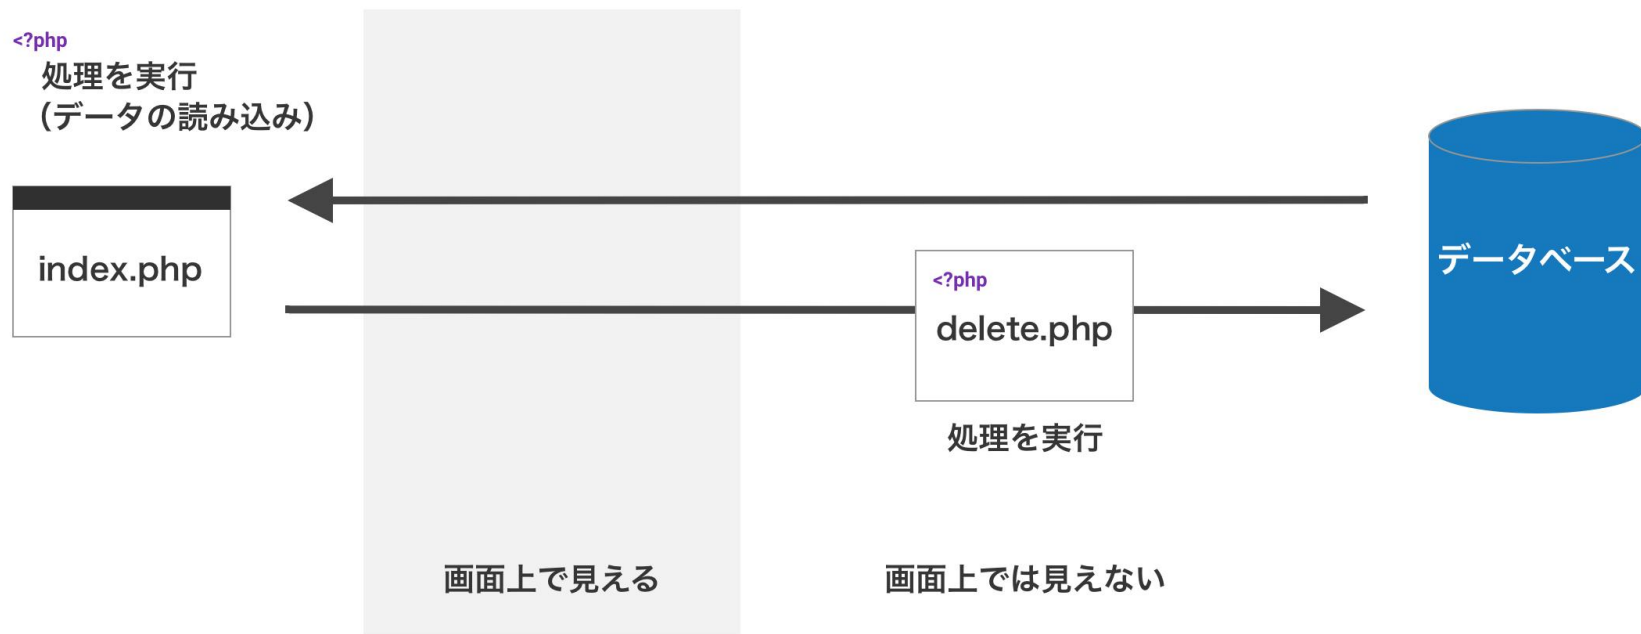 <?php
処理を実行
（データの読み込み）
index.php
<?php
delete.php
処理を実行
データベース
画面上で見える
画面上では見えない